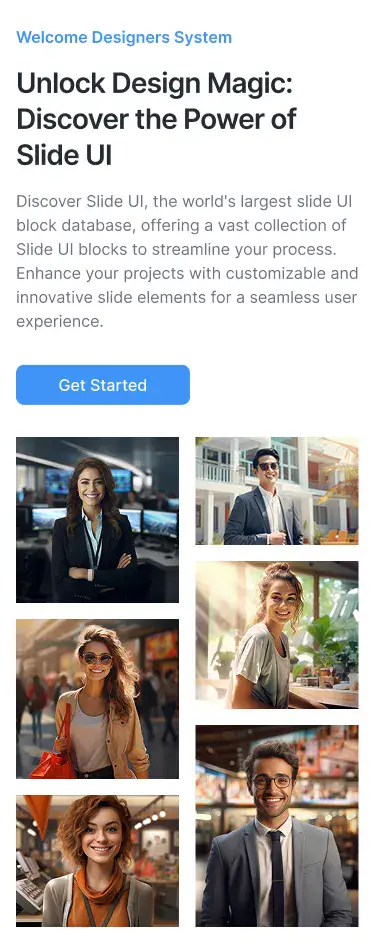 Welcome Designers System
Unlock Design Magic:
Discover the Power of
Slide UI
Discover Slide UI, the world's largest slide UI
block database, offering a vast collection of
Slide UI blocks to streamline your process.
Enhance your projects with customizable and
innovative slide elements for a seamless user
experience.
Get Started